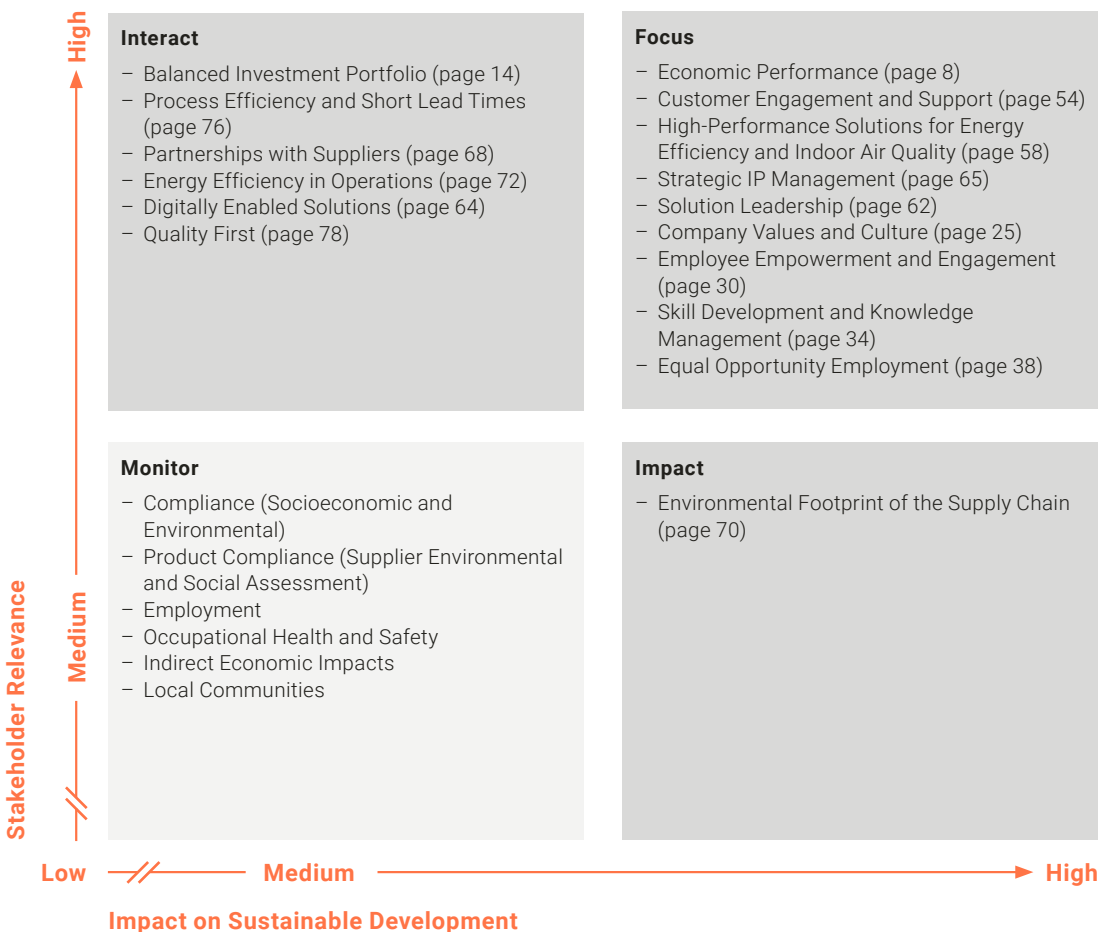 High
Interact
– Balanced Investment Portfolio (page 14)
– Process Efficiency and Short Lead Times
(page 76)
– Partnerships with Suppliers (page 68)
– Energy Efficiency in Operations (page 72)
– Digitally Enabled Solutions (page 64)
– Quality First (page 78)
Focus
– Economic Performance (page 8)
– Customer Engagement and Support (page 54)
– High-Performance Solutions for Energy
Efficiency and Indoor Air Quality (page 58)
– Strategic IP Management (page 65)
– Solution Leadership (page 62)
– Company Values and Culture (page 25)
– Employee Empowerment and Engagement
(page 30)
– Skill Development and Knowledge
Management (page 34)
– Equal Opportunity Employment (page 38)
Stakeholder Relevance
Medium
Monitor
– Compliance (Socioeconomic and
Environmental)
– Product Compliance (Supplier Environmental
and Social Assessment)
– Employment
– Occupational Health and Safety
– Indirect Economic Impacts
– Local Communities
Impact
– Environmental Footprint of the Supply Chain
(page 70)
Low
Medium
High
Impact on Sustainable Development